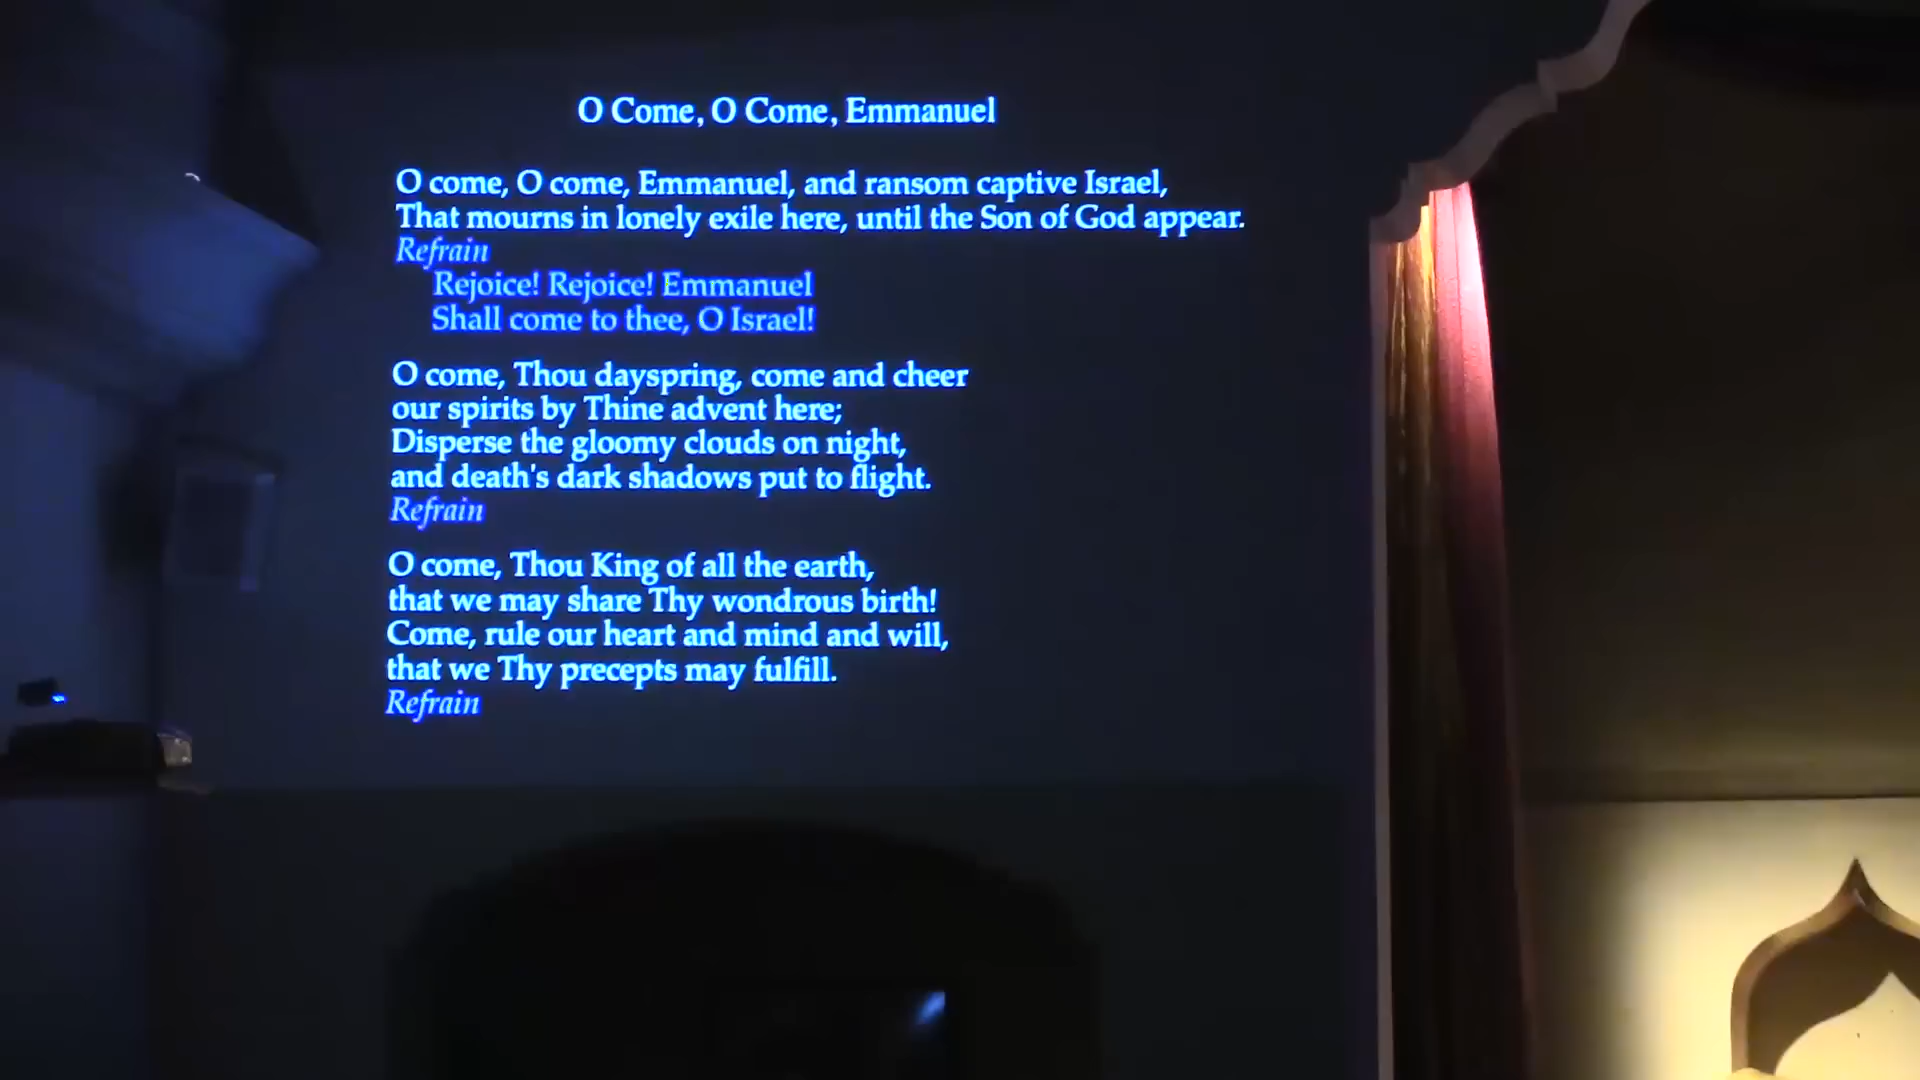 O Come, O Come, Emmanuel
O come, O come, Emmanuel, and ransom captive Israel,
That mourns in lonely exile here, until the Son of God appear.
Refrain
Rejoice! Rejoice! Emmanuel
Shall come to thee, O Israel!
O come, Thou dayspring, come and cheer
our spirits by Thine advent here;
Disperse the gloomy clouds on night,
and death's dark shadows put to flight.
Refrain
O come, Thou King of all the earth,
that we may share Thy wondrous birth!
Come, rule our heart and mind and will,
that we Thy precepts may fulfill.
Refrain